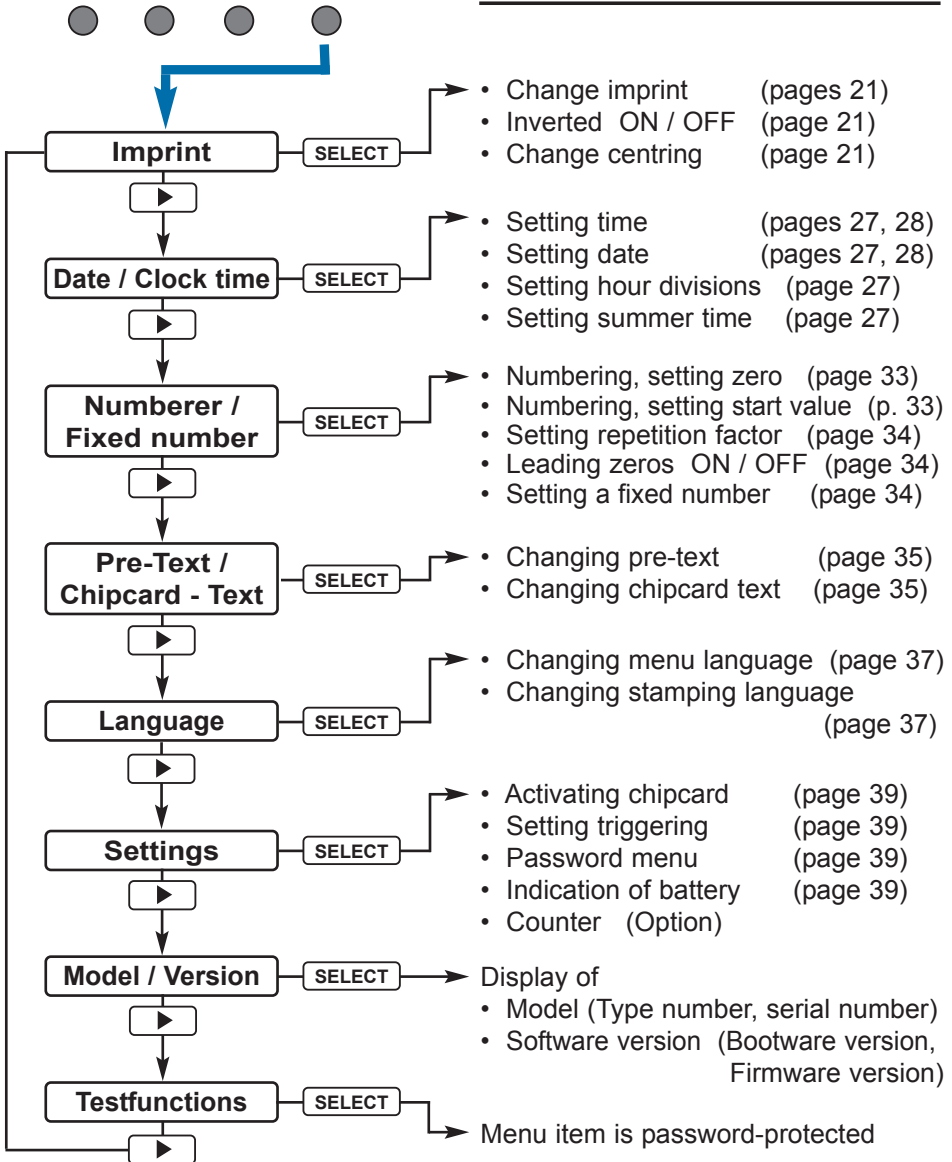 • Change imprint (pages 21)
Imprint SELECT • Inverted ON / OFF (page 21)
• Change centring (page 21)
• Setting time (pages 27, 28)
• Setting date (pages 27, 28)
Date / Clock time SELECT • Setting hour divisions (page 27)
• Setting summer time (page 27)
• Numbering, setting zero (page 33)
Numberer / • Numbering, setting start value (p. 33)
Fixed number SELECT • Setting repetition factor (page 34)
• Leading zeros ON / OFF (page 34)
• Setting a fixed number (page 34)
Pre-Text / • Changing pre-text (page 35)
Chipcard - Text SELECT • Changing chipcard text (page 35)
• Changing menu language (page 37)
• Changing stamping language
Language SELECT (page 37)
• Activating chipcard (page 39)
• Setting triggering (page 39)
Settings SELECT • Password menu (page 39)
• Indication of battery (page 39)
• Counter (Option)
Model / Version SELECT Display of
• Model (Type number, serial number)
• Software version (Bootware version,
Firmware version)
Testfunctions SELECT
Menu item is password-protected